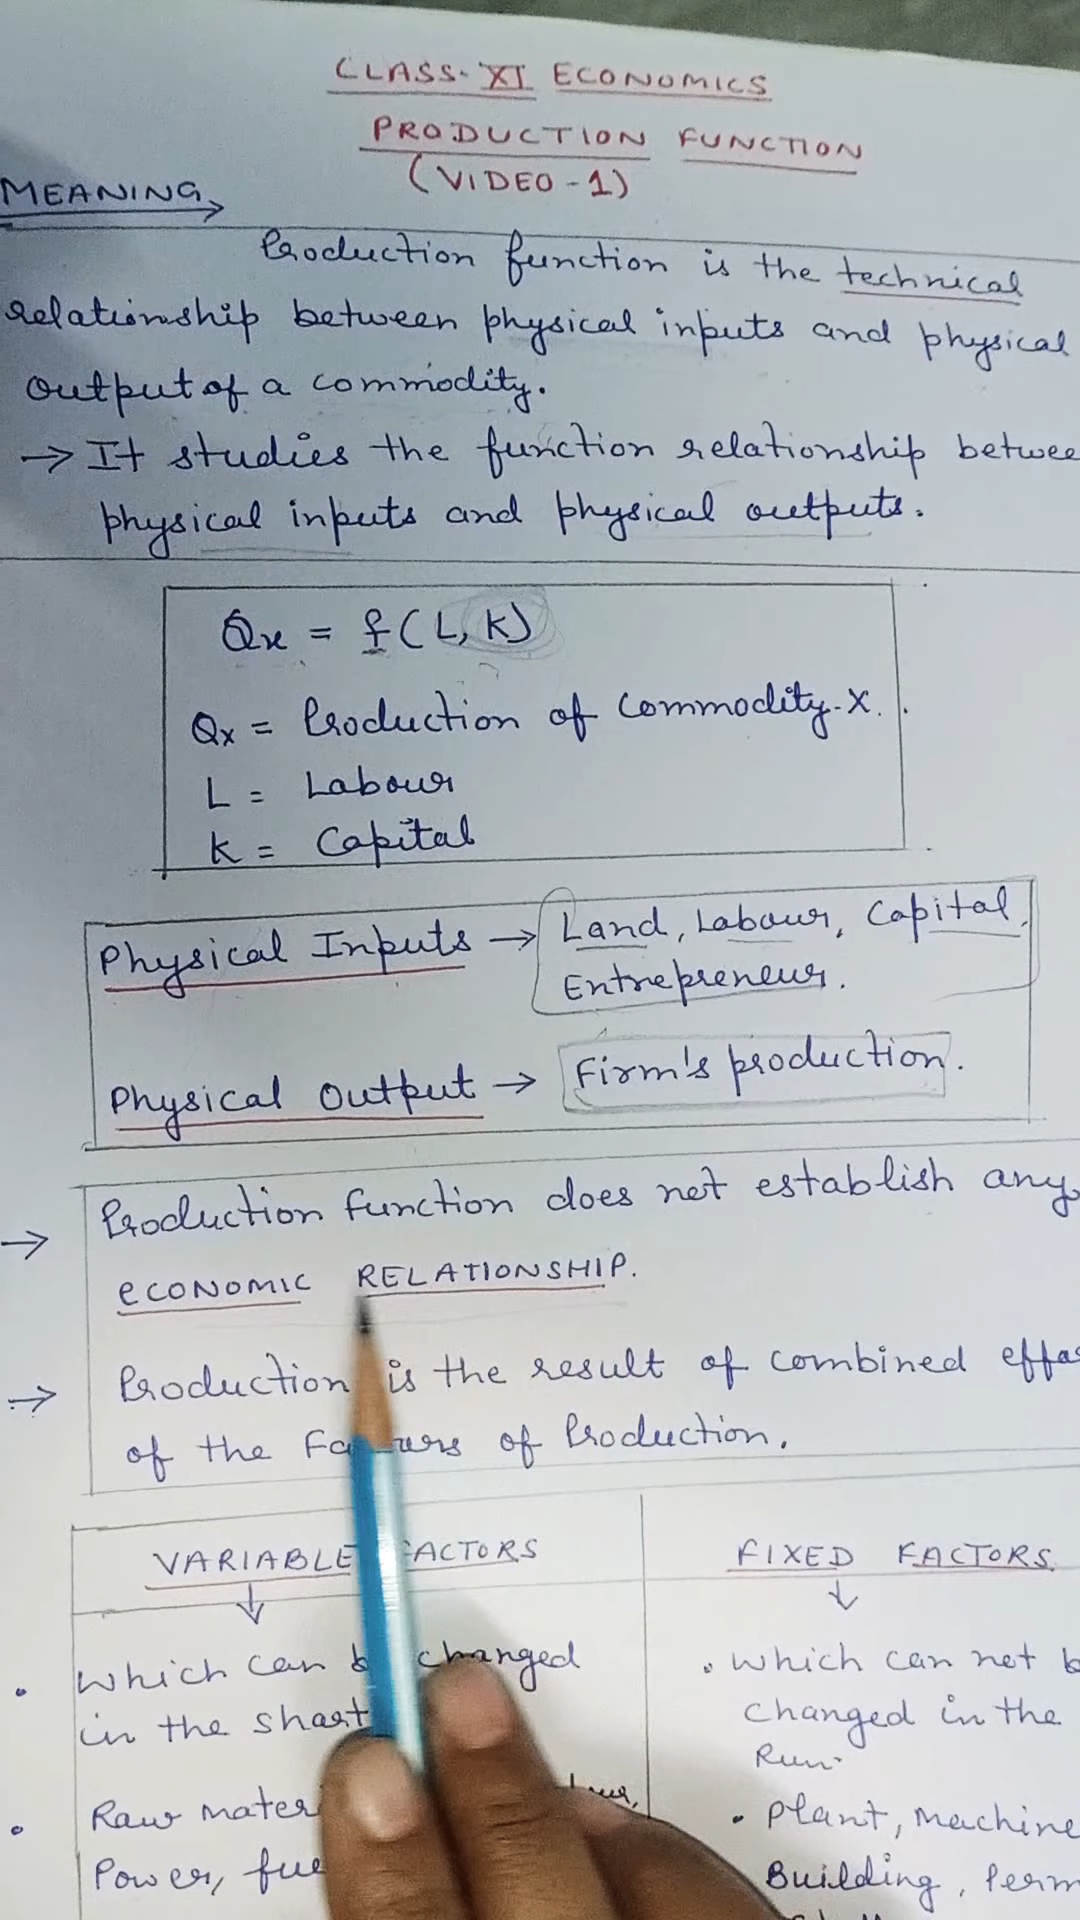 CLASS-XI ECONOMICS
PRODUCTION FUNCTION
(VIDEO-1)
MEANING
Production function is the technical
relationship between physical inputs and physical
output of a commodity.
→ It studies the function relationship betwee
physical inputs and physical outputs.
Qx = f(L, K)
Qx = Production of Commodity-X.
L = Labour
K = Capital
Physical Inputs → Land, Labour, Capital,
Entrepreneur.
Physical Output → Firm's production.
→ Production function does not establish any
economic RELATIONSHIP.
→ Production is the result of combined
of the of Production.
VARIABLE FACTORS
FIXED FACTORS
↓
↓
• Which can changed
in the short
• Raw
Power,
• which can not
changed in the
Run.
• Plant,
Building,